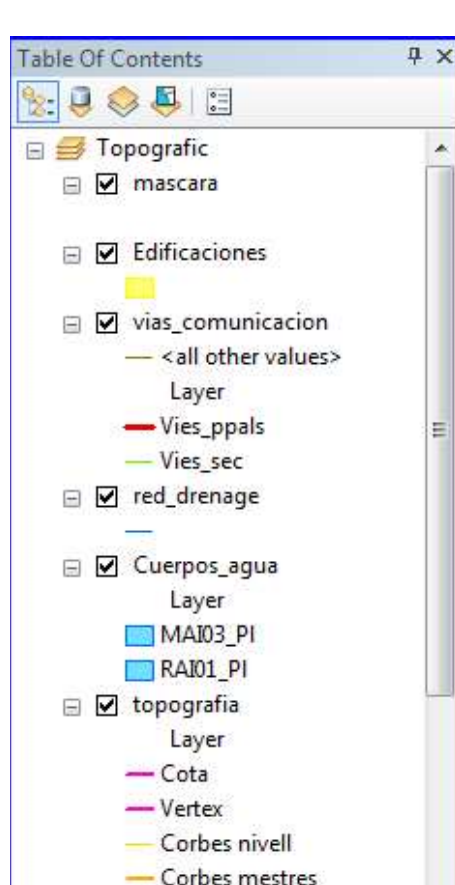 Table Of Contents
Topografic
mascara
Edificaciones
vias_comunicacion
<all other values>
Layer
Vies_ppals
Vies_sec
red_drenage
Cuerpos_agua
Layer
MAI03_PI
RAI01_PI
topografia
Layer
Cota
Vertex
Corbes nivell
Corbes mestres